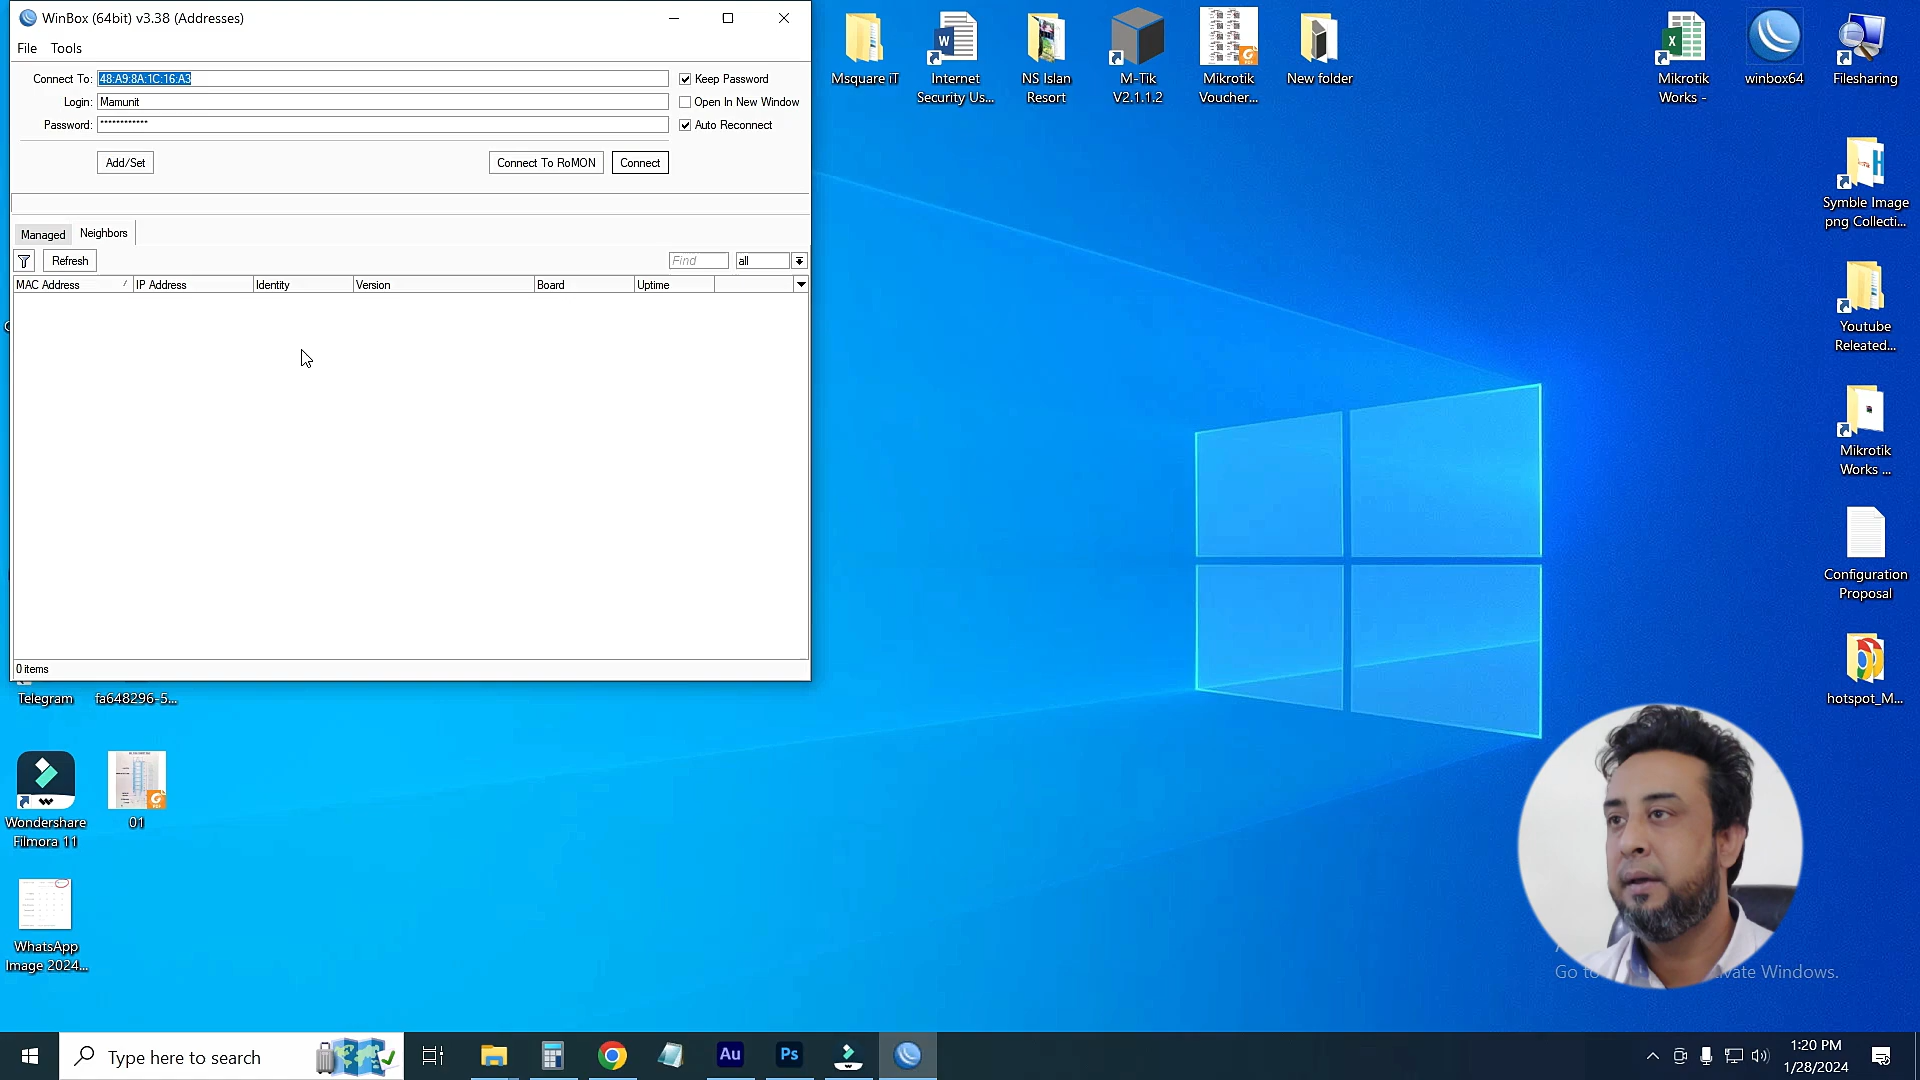 WinBox (64bit) v3.38 (Addresses)
File Tools
Connect To: 48:A9:8A:1C:16:A3
Keep Password
Login: Mamunit
Open In New Window
Password: ************
Auto Reconnect
Add/Set
Connect To RoMON
Connect
Managed
Neighbors
Refresh
Find
all
MAC Address
IP Address
Identity
Version
Board
Uptime
0 items
Msquare iT
Internet
Security Us...
NS Islan
Resort
M-Tik
V2.1.1.2
Mikrotik
Voucher...
New folder
Mikrotik
Works -
winbox64
Filesharing
Symble Image
png Collecti...
Youtube
Releated...
Mikrotik
Works ...
Configuration
Proposal
hotspot_M...
Telegram
fa648296-5...
Wondershare
Filmora 11
01
WhatsApp
Image 2024...
Go to
Windows.
Type here to search
Au
Ps
1:20 PM
1/28/2024